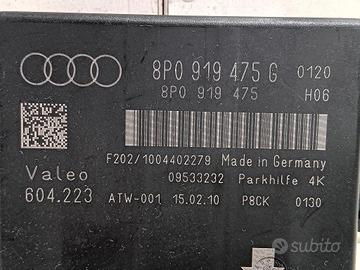 8P0 919 475 G 0120
8P0 919 475 H06
F202/1004402279 Made in Germany
Valeo 09533232 Parkhilfe 4K
604.223 ATW-001 15.02.10 P8CK 0130
subito